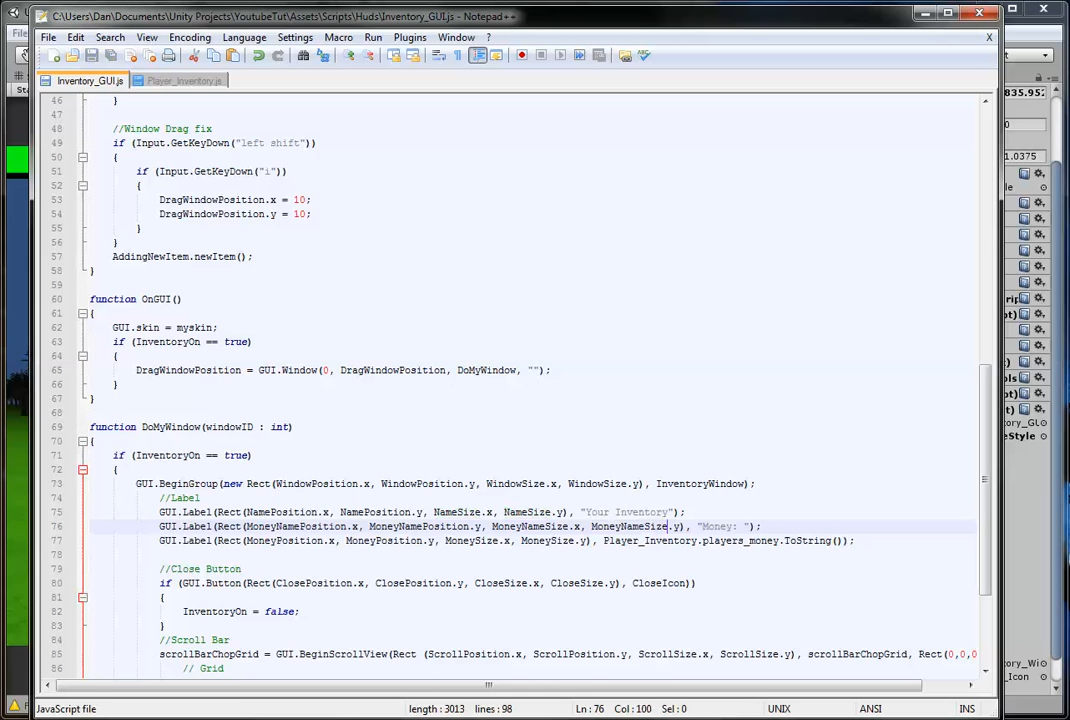 C:\Users\Dan\Documents\Unity Projects\YoutubeTut\Assets\Scripts\Huds\Inventory_GUI.js - Notepad++
File Edit Search View Encoding Language Settings Macro Run Plugins Window ? X
Inventory_GUI.js Player_Inventory.js
835.952
46 }
47
48 //Window Drag fix
49 if (Input.GetKeyDown("left shift"))
50 {
51 if (Input.GetKeyDown("i"))
52 {
53 DragWindowPosition.x = 10;
54 DragWindowPosition.y = 10;
55 }
56 }
57 AddingNewItem.newItem();
58 }
59
60 function OnGUI()
61 {
62 GUI.skin = myskin;
63 if (InventoryOn == true)
64 {
65 DragWindowPosition = GUI.Window(0, DragWindowPosition, DoMyWindow, "");
66 }
67 }
68
69 function DoMyWindow(windowID : int)
70 {
71 if (InventoryOn == true)
72 {
73 GUI.BeginGroup(new Rect(WindowPosition.x, WindowPosition.y, WindowSize.x, WindowSize.y), InventoryWindow);
74 //Label
75 GUI.Label(Rect(NamePosition.x, NamePosition.y, NameSize.x, NameSize.y), "Your Inventory");
76 GUI.Label(Rect(MoneyNamePosition.x, MoneyNamePosition.y, MoneyNameSize.x, MoneyNameSize.y), "Money: ");
77 GUI.Label(Rect(MoneyPosition.x, MoneyPosition.y, MoneySize.x, MoneySize.y), Player_Inventory.players_money.ToString());
78
79 //Close Button
80 if (GUI.Button(Rect(ClosePosition.x, ClosePosition.y, CloseSize.x, CloseSize.y), CloseIcon))
81 {
82 InventoryOn = false;
83 }
84 //Scroll Bar
85 scrollBarChopGrid = GUI.BeginScrollView(Rect (ScrollPosition.x, ScrollPosition.y, ScrollSize.x, ScrollSize.y), scrollBarChopGrid, Rect(0,0,0
86 // Grid
JavaScript file length : 3013 lines : 98 Ln : 76 Col : 100 Sel : 0 UNIX ANSI INS